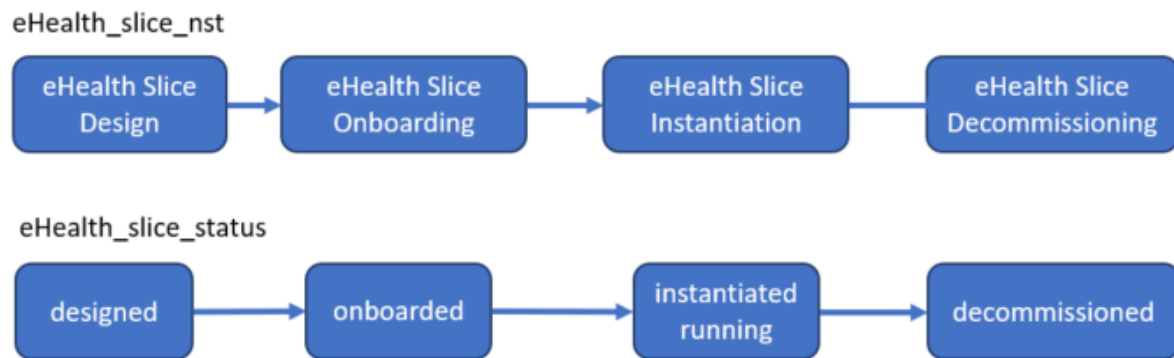 eHealth_slice_nst
eHealth Slice
Design
eHealth Slice
Onboarding
eHealth Slice
Instantiation
eHealth Slice
Decommissioning
eHealth_slice_status
designed
onboarded
instantiated
running
decommissioned